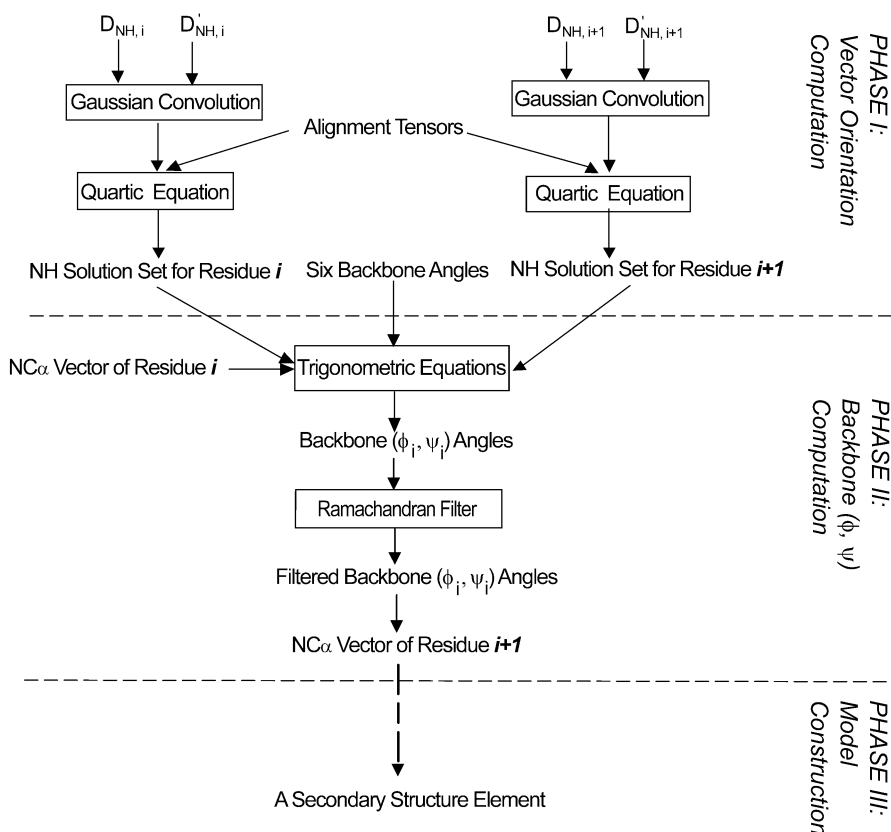 D_NH, i D'_NH, i D_NH, i+1 D'_NH, i+1
Gaussian Convolution Gaussian Convolution
Alignment Tensors
Quartic Equation Quartic Equation
NH Solution Set for Residue i Six Backbone Angles NH Solution Set for Residue i+1
PHASE I:
Vector Orientation
Computation
NCα Vector of Residue i Trigonometric Equations
Backbone (ϕ_i, ψ_i) Angles
Ramachandran Filter
Filtered Backbone (ϕ_i, ψ_i) Angles
NCα Vector of Residue i+1
PHASE II:
Backbone (ϕ, ψ)
Computation
A Secondary Structure Element
PHASE III:
Model
Construction